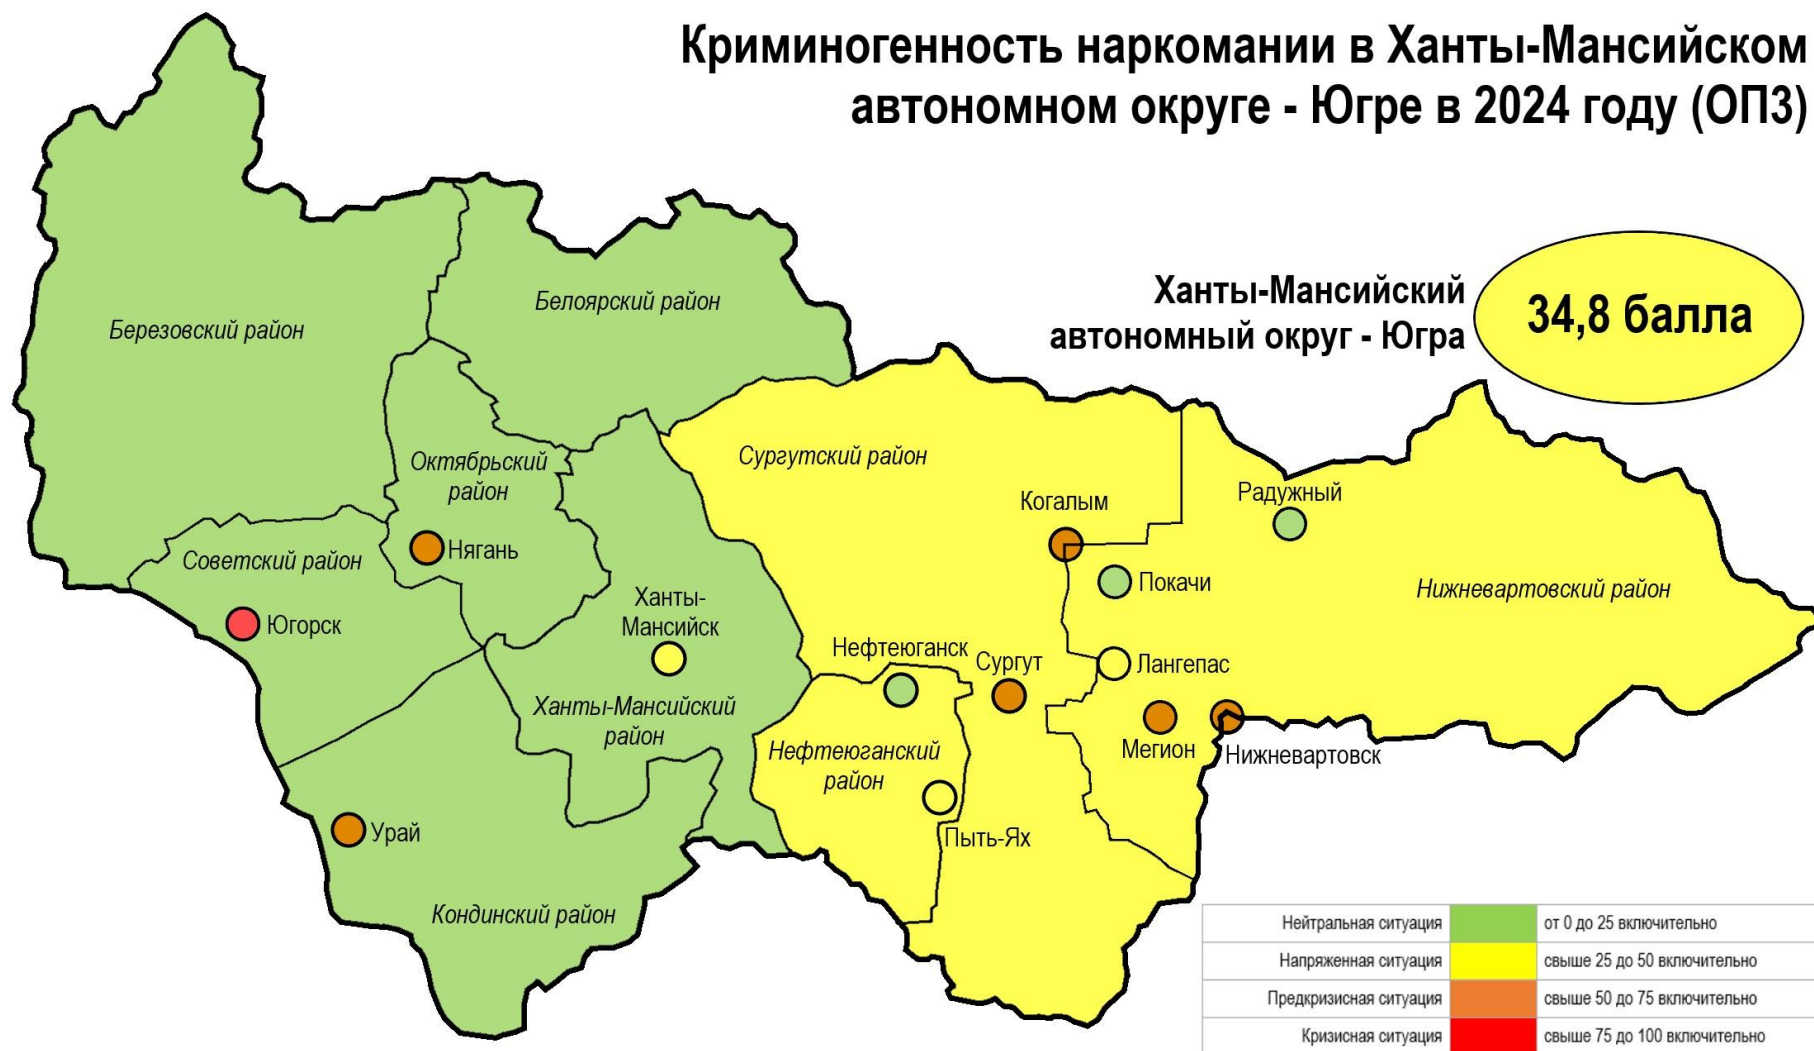 Криминогенность наркомании в Ханты-Мансийском
автономном округе - Югре в 2024 году (ОП3)
Ханты-Мансийский
автономный округ - Югра
34,8 балла
Березовский район
Белоярский район
Октябрьский
район
Сургутский район
Когалым
Радужный
Нягань
Советский район
Покачи
Нижневартовский район
Югорск
Ханты-
Мансийск
Нефтеюганск
Сургут
Лангепас
Ханты-Мансийский
район
Нефтеюганский
район
Мегион
Нижневартовск
Урай
Пыть-Ях
Кондинский район
Нейтральная ситуация от 0 до 25 включительно
Напряженная ситуация свыше 25 до 50 включительно
Предкризисная ситуация свыше 50 до 75 включительно
Кризисная ситуация свыше 75 до 100 включительно